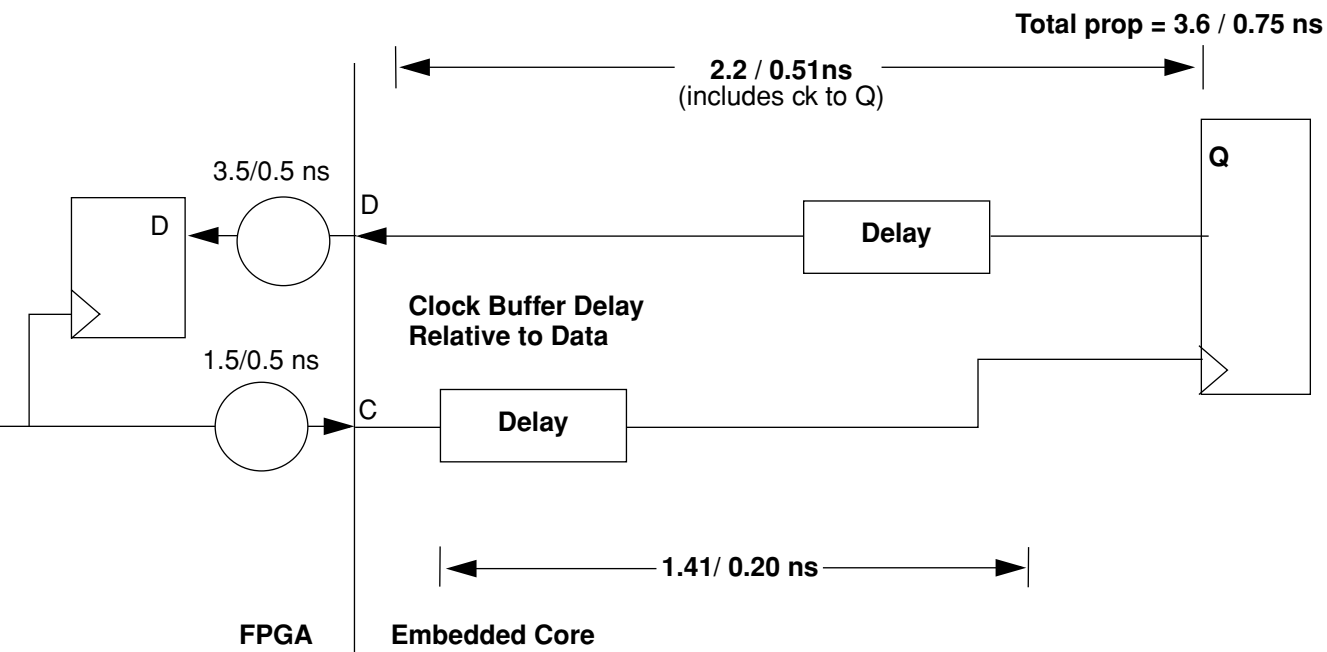 Total prop = 3.6 / 0.75 ns
2.2 / 0.51ns
(includes ck to Q)
Q
3.5/0.5 ns
D
D
Delay
Clock Buffer Delay
Relative to Data
1.5/0.5 ns
C
Delay
1.41/ 0.20 ns
FPGA
Embedded Core